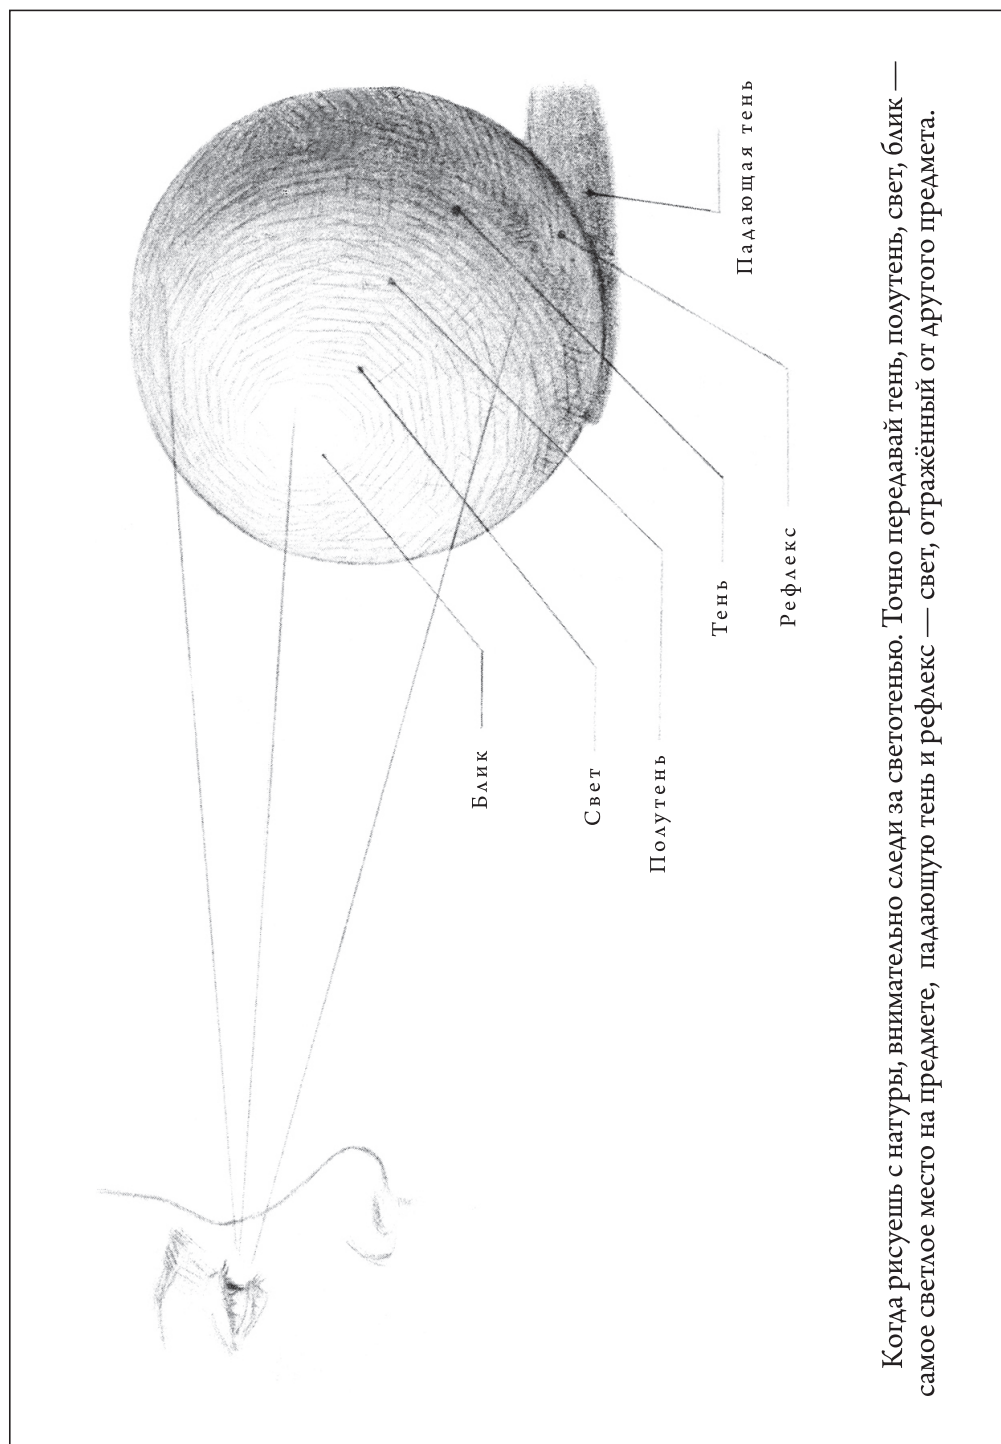 Блик
Свет
Полутень
Тень
Рефлекс
Падающая тень
Когда рисуешь с натуры, внимательно следи за светотенью. Точно передавай тень, полутень, свет, блик —
самое светлое место на предмете, падающую тень и рефлекс — свет, отражённый от другого предмета.